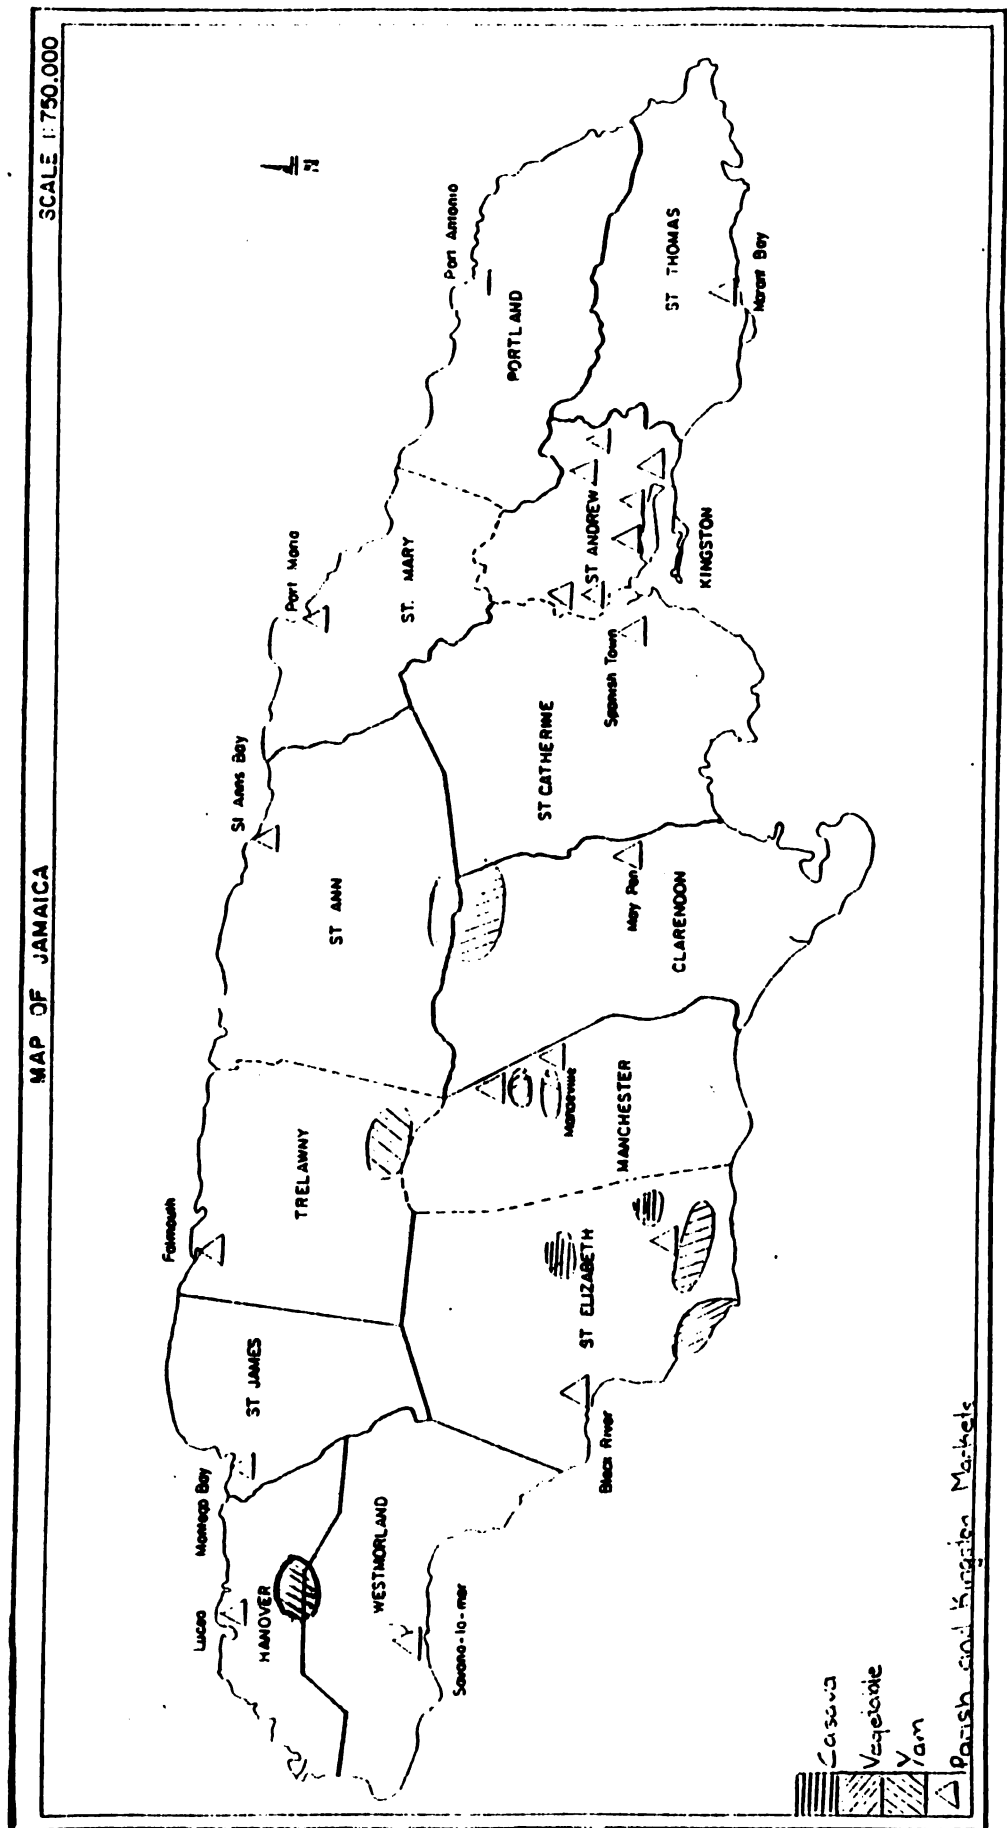 MAP OF JAMAICA
SCALE 1:750.000
N
Lucea
Montego Bay
Falmouth
St Anns Bay
Port Maria
Port Antonio
HANOVER
ST JAMES
TRELAWNY
ST ANN
ST. MARY
PORTLAND
WESTMORLAND
Savana-la-mar
Black River
ST ELIZABETH
MANCHESTER
Mandeville
CLARENDON
May Pen
ST CATHERINE
Spanish Town
ST ANDREW
KINGSTON
ST THOMAS
Morant Bay
Cassava
Vegetable
Yam
Parish and Kingston Markets